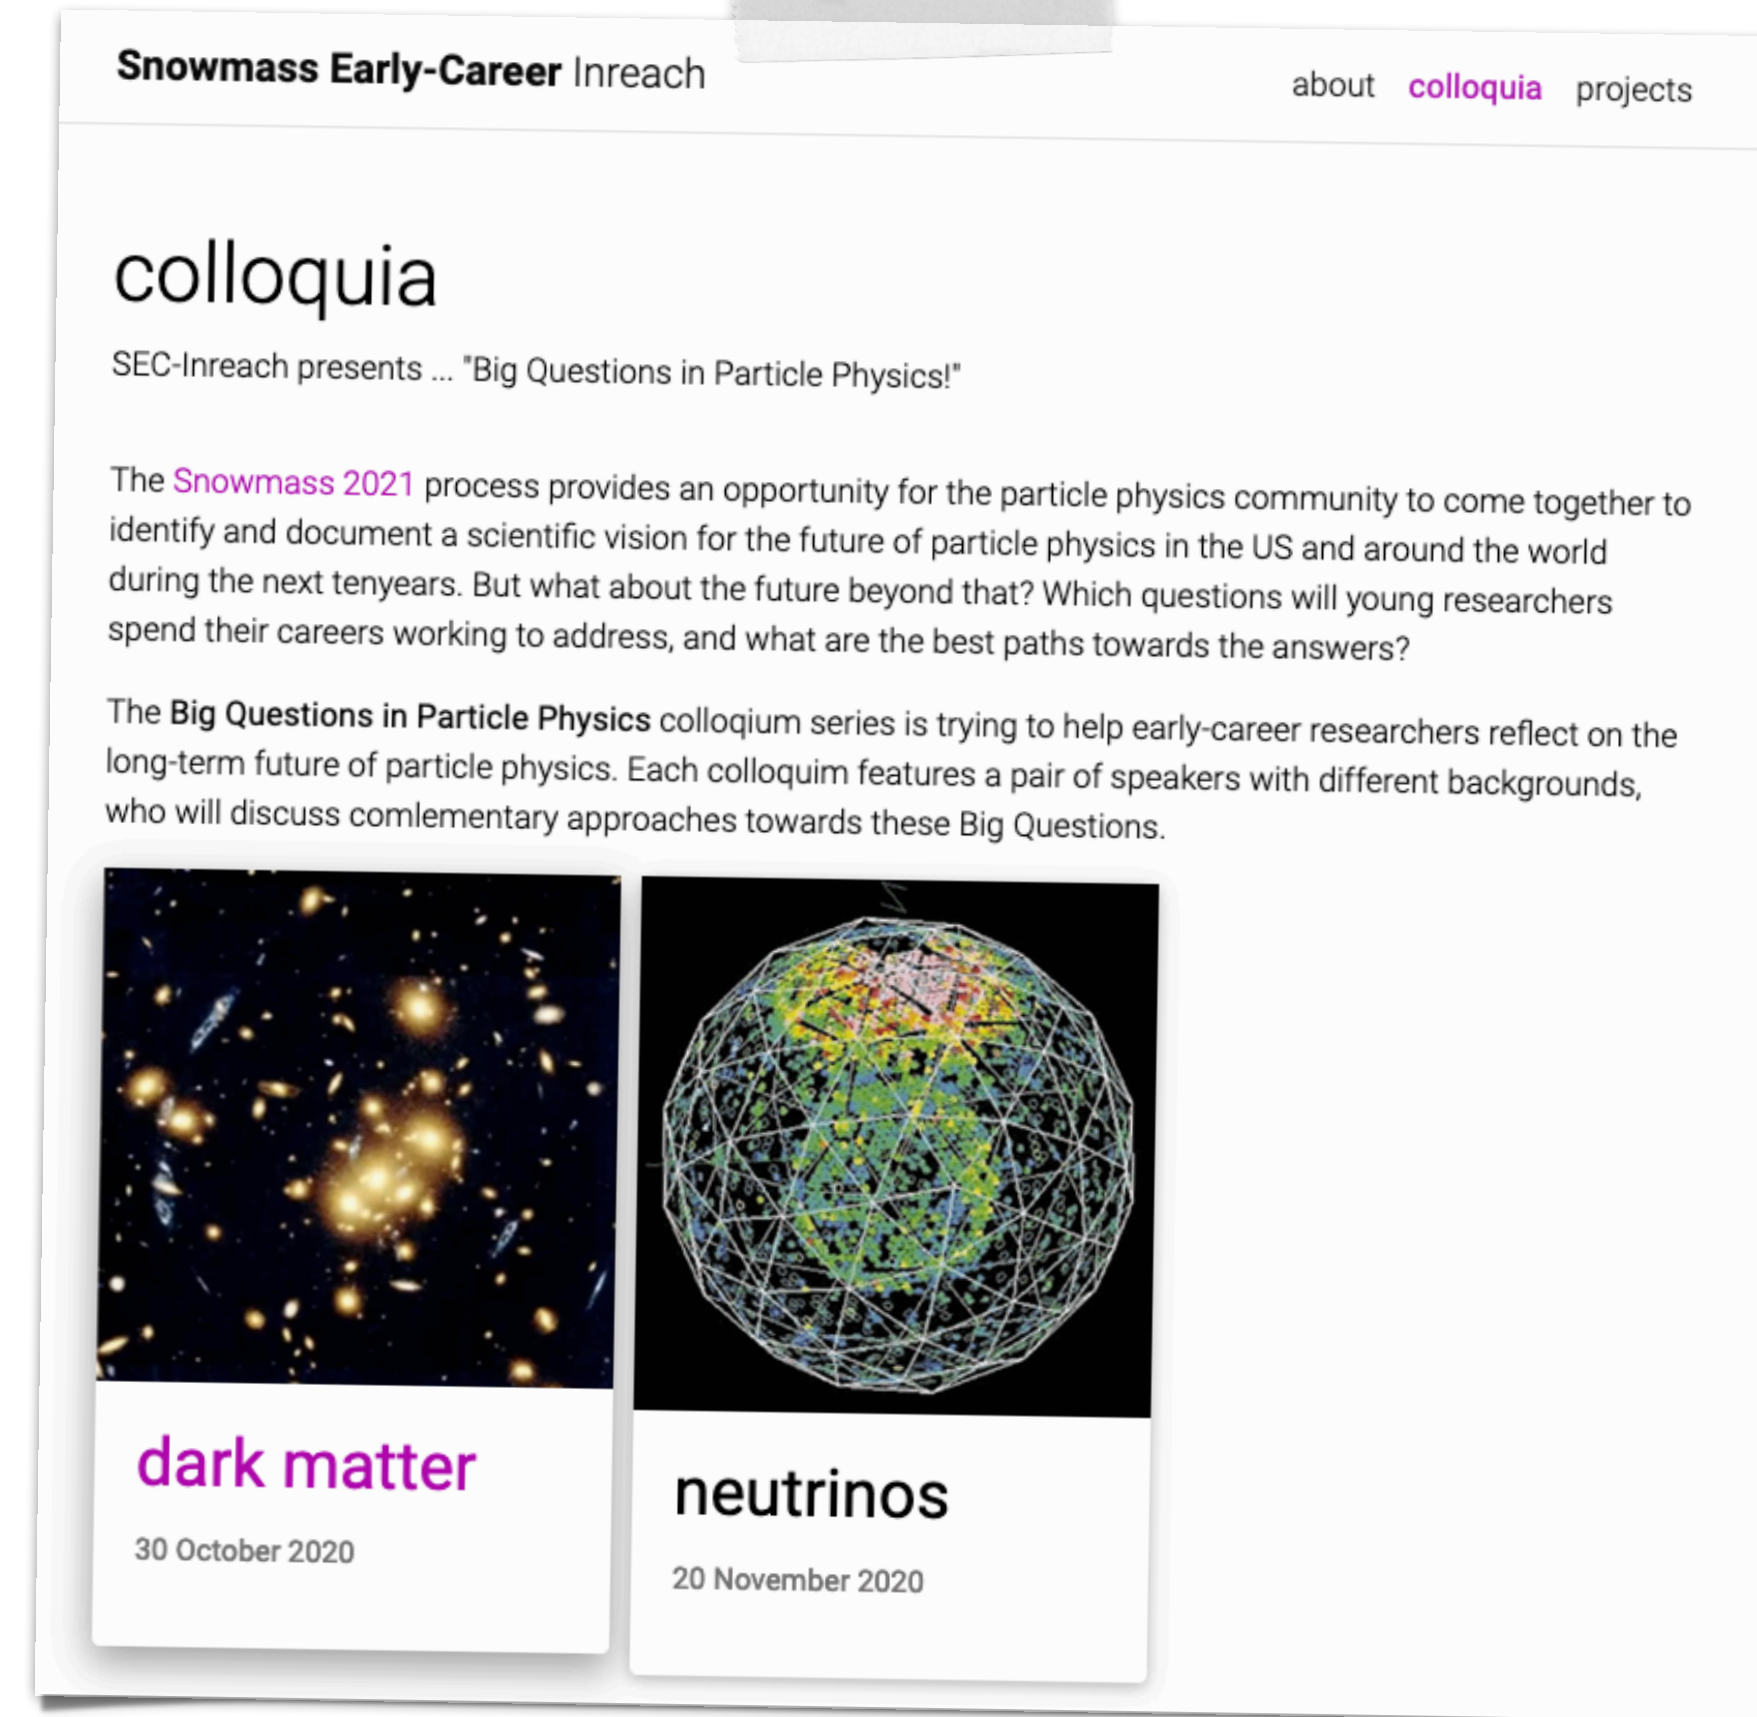 Snowmass Early-Career Inreach
about colloquia projects
colloquia
SEC-Inreach presents ... "Big Questions in Particle Physics!"
The Snowmass 2021 process provides an opportunity for the particle physics community to come together to
identify and document a scientific vision for the future of particle physics in the US and around the world
during the next tenyears. But what about the future beyond that? Which questions will young researchers
spend their careers working to address, and what are the best paths towards the answers?
The Big Questions in Particle Physics colloqium series is trying to help early-career researchers reflect on the
long-term future of particle physics. Each colloquim features a pair of speakers with different backgrounds,
who will discuss comlementary approaches towards these Big Questions.
dark matter
30 October 2020
neutrinos
20 November 2020